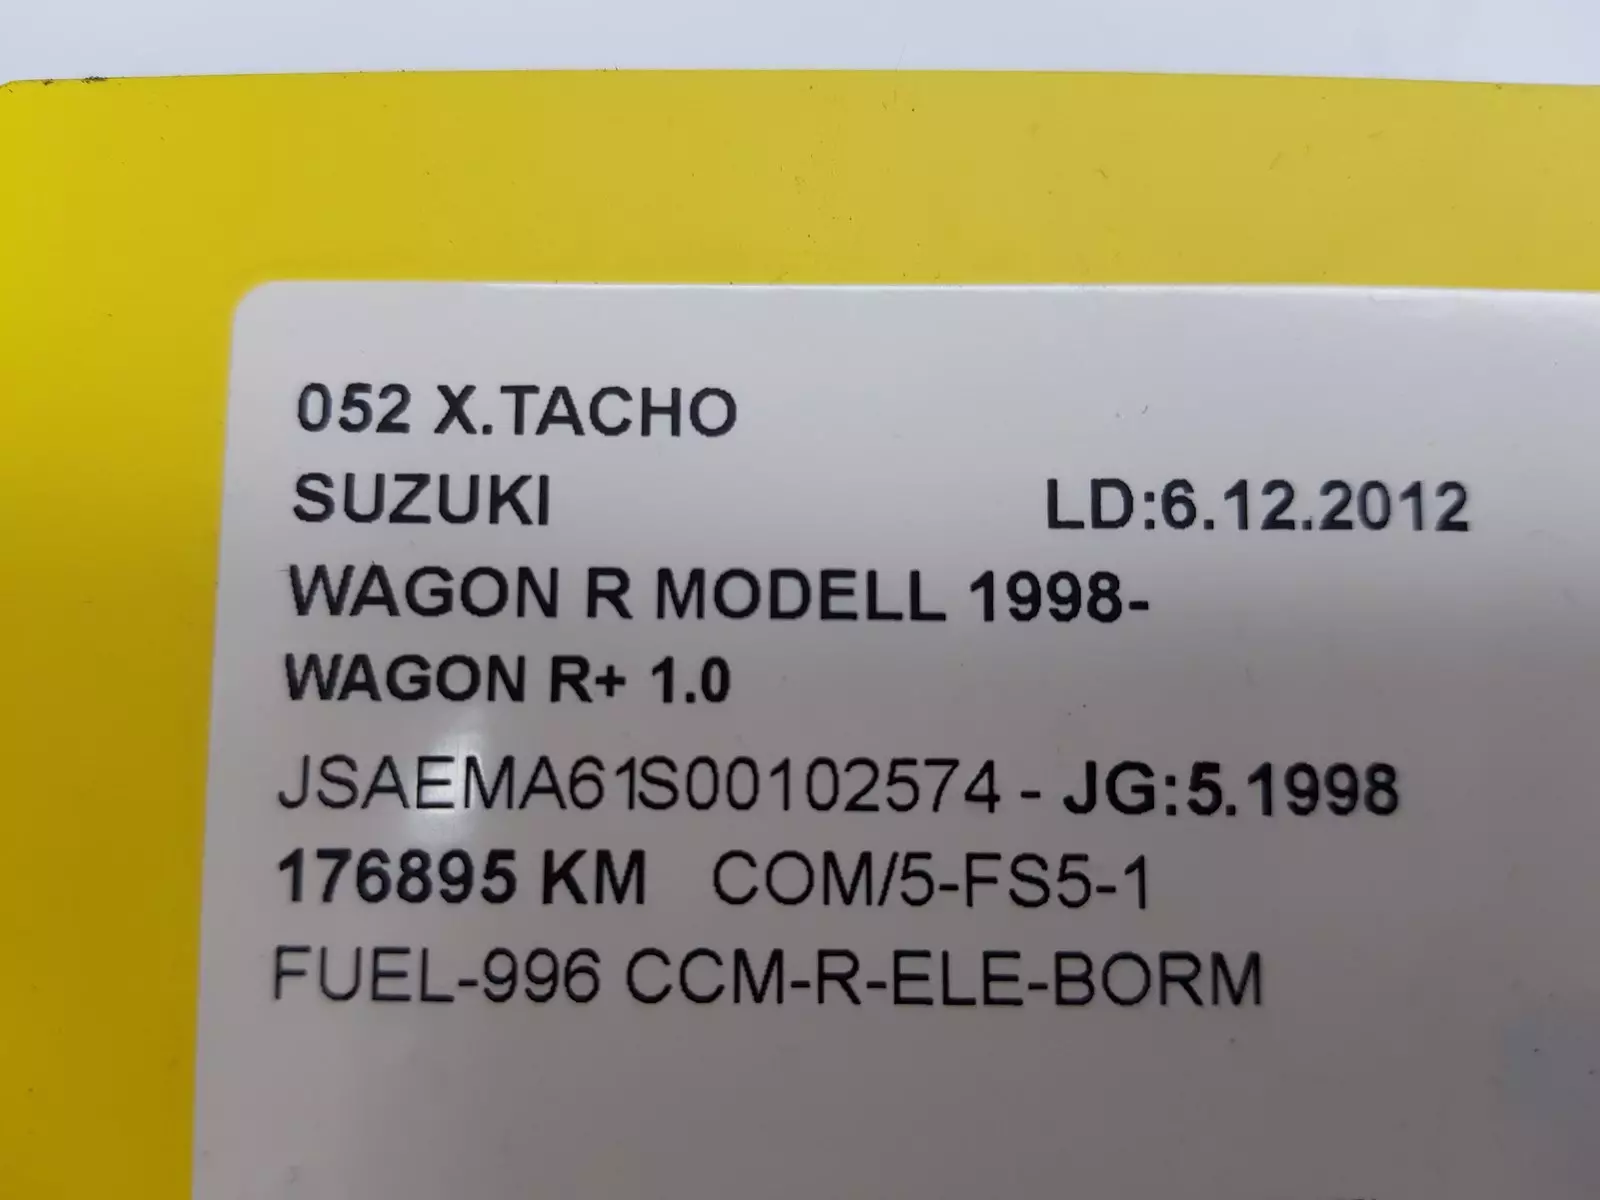 052 X.TACHO
SUZUKI LD:6.12.2012
WAGON R MODELL 1998-
WAGON R+ 1.0
JSAEMA61S00102574 - JG:5.1998
176895 KM COM/5-FS5-1
FUEL-996 CCM-R-ELE-BORM